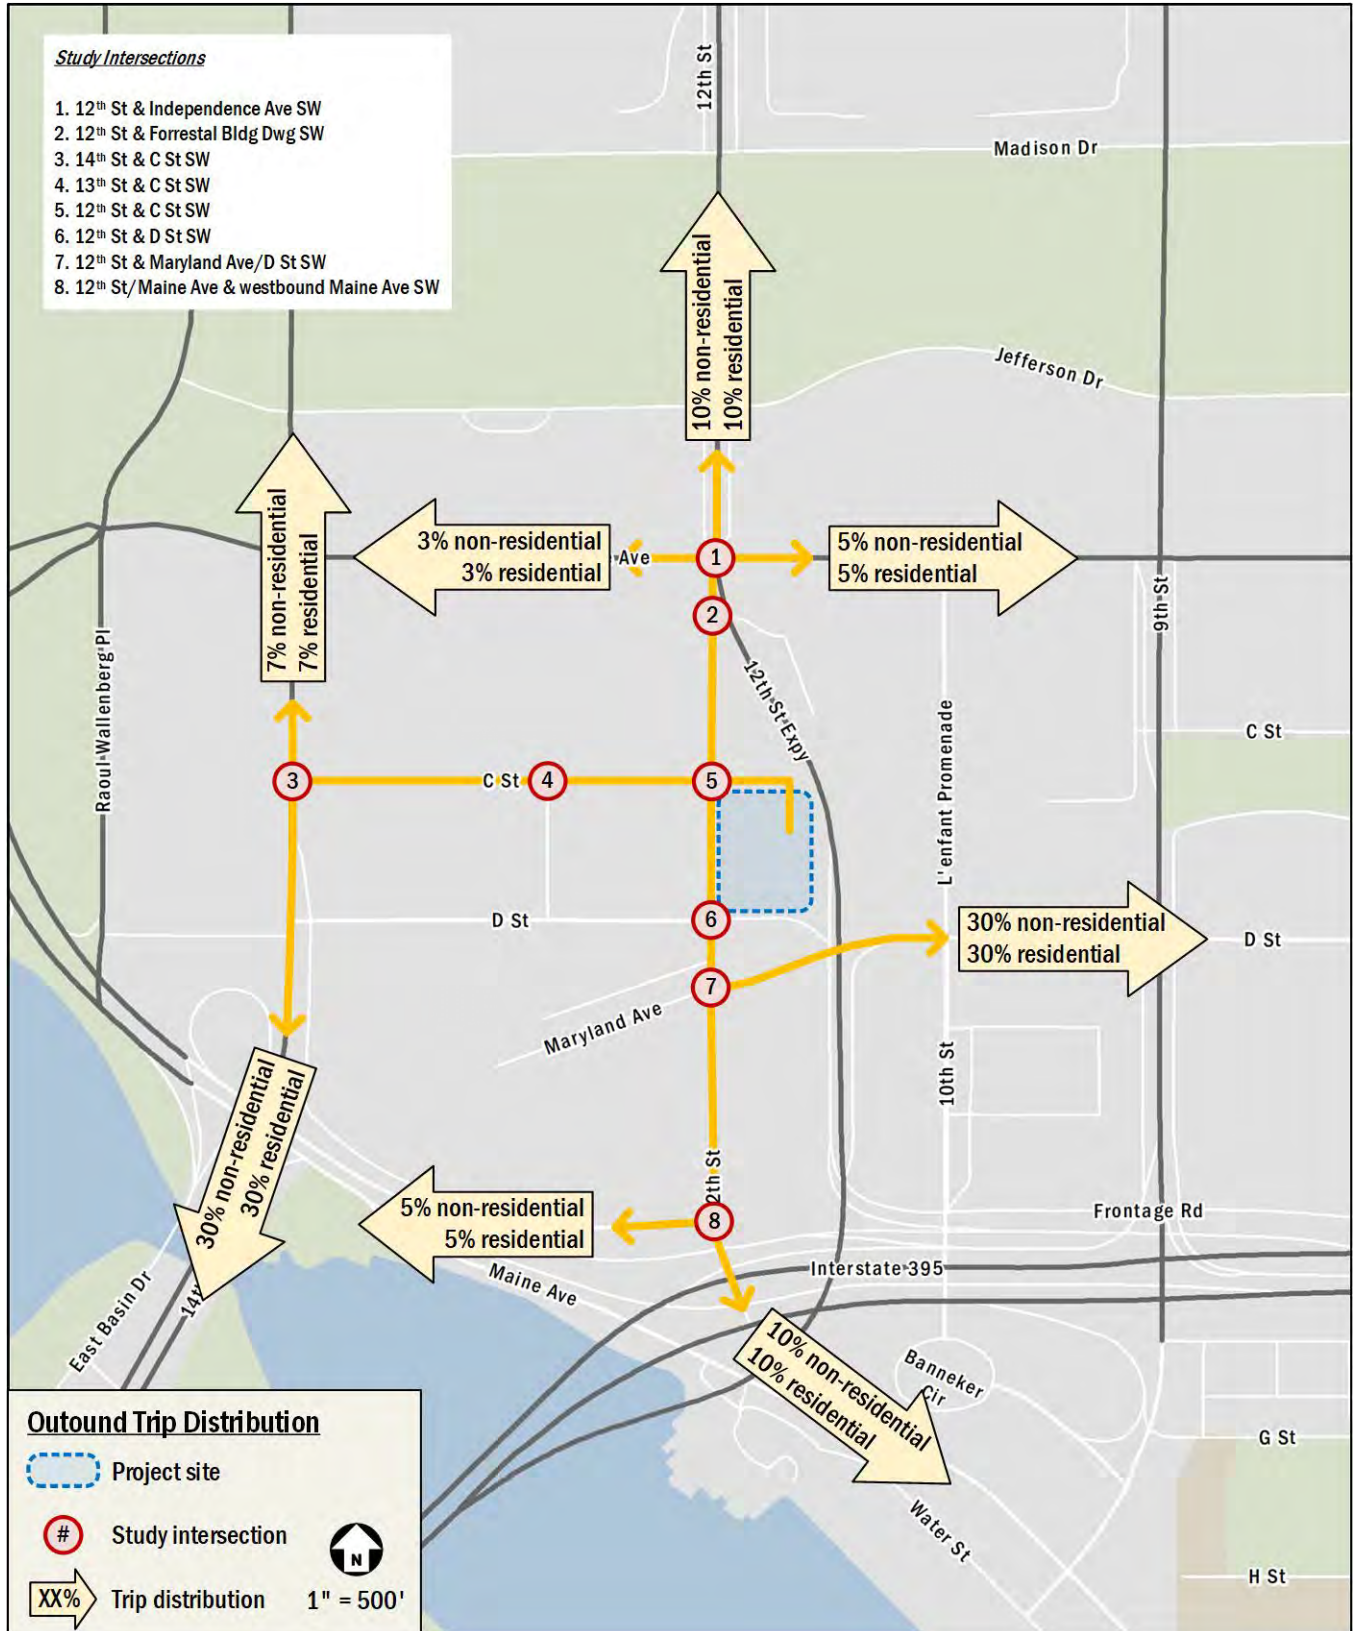 Study Intersections
1. 12th St & Independence Ave SW
2. 12th St & Forrestal Bldg Dwg SW
3. 14th St & C St SW
4. 13th St & C St SW
5. 12th St & C St SW
6. 12th St & D St SW
7. 12th St & Maryland Ave/D St SW
8. 12th St/Maine Ave & westbound Maine Ave SW
12th St
Madison Dr
10% non-residential
10% residential
Jefferson Dr
7% non-residential
7% residential
3% non-residential
3% residential
Ave
1
5% non-residential
5% residential
2
9th St
Raoul Wallenberg Pl
12th St Expy
L'enfant Promenade
C St
3
C St
4
5
D St
6
30% non-residential
30% residential
D St
7
Maryland Ave
10th St
30% non-residential
30% residential
2th St
5% non-residential
5% residential
8
Frontage Rd
Interstate 395
Maine Ave
East Basin Dr
14th
10% non-residential
10% residential
Banneker
Cir
G St
Water St
H St
Outound Trip Distribution
Project site
# Study intersection
N
XX% Trip distribution
1" = 500'